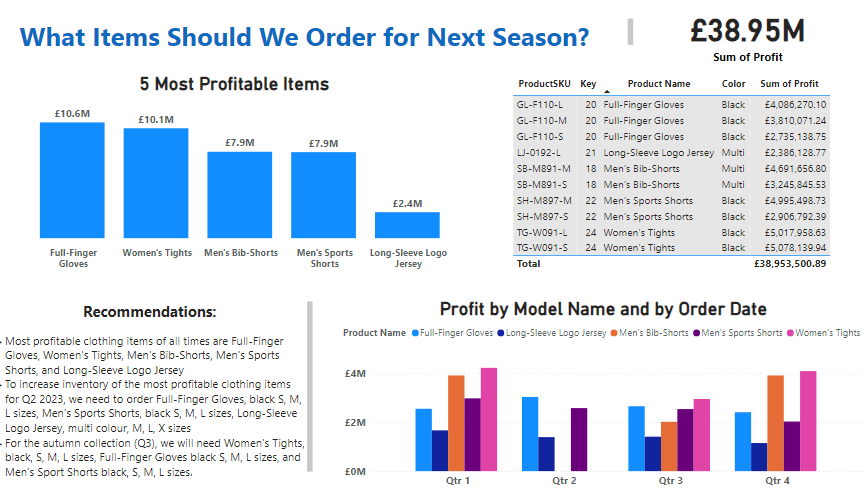 What Items Should We Order for Next Season?
£38.95M
Sum of Profit
5 Most Profitable Items
£10.6M
£10.1M
£7.9M
£7.9M
£2.4M
Full-Finger Gloves
Women's Tights
Men's Bib-Shorts
Men's Sports Shorts
Long-Sleeve Logo Jersey
ProductSKU Key Product Name Color Sum of Profit
GL-F110-L 20 Full-Finger Gloves Black £4,086,270.10
GL-F110-M 20 Full-Finger Gloves Black £3,810,071.24
GL-F110-S 20 Full-Finger Gloves Black £2,735,138.75
LJ-0192-L 21 Long-Sleeve Logo Jersey Multi £2,386,128.77
SB-M891-M 18 Men's Bib-Shorts Multi £4,691,656.80
SB-M891-S 18 Men's Bib-Shorts Multi £3,245,845.53
SH-M897-M 22 Men's Sports Shorts Black £4,995,498.73
SH-M897-S 22 Men's Sports Shorts Black £2,906,792.39
TG-W091-L 24 Women's Tights Black £5,017,958.63
TG-W091-S 24 Women's Tights Black £5,078,139.94
Total £38,953,500.89
Recommendations:
• Most profitable clothing items of all times are Full-Finger
Gloves, Women's Tights, Men's Bib-Shorts, Men's Sports
Shorts, and Long-Sleeve Logo Jersey
• To increase inventory of the most profitable clothing items
for Q2 2023, we need to order Full-Finger Gloves, black S, M,
L sizes, Men's Sports Shorts, black S, M, L sizes, Long-Sleeve
Logo Jersey, multi colour, M, L, X sizes
• For the autumn collection (Q3), we will need Women's Tights,
black, S, M, L sizes, Full-Finger Gloves black S, M, L sizes, and
Men's Sport Shorts black, S, M, L sizes.
Profit by Model Name and by Order Date
Product Name Full-Finger Gloves Long-Sleeve Logo Jersey Men's Bib-Shorts Men's Sports Shorts Women's Tights
£4M
£2M
£0M
Qtr 1 Qtr 2 Qtr 3 Qtr 4